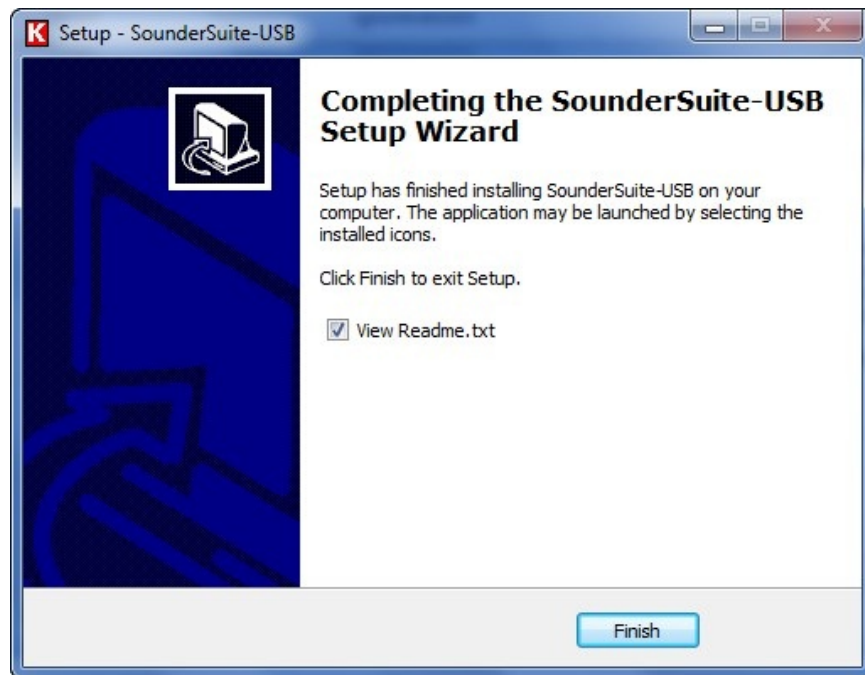 K Setup - SounderSuite-USB
Completing the SounderSuite-USB
Setup Wizard
Setup has finished installing SounderSuite-USB on your
computer. The application may be launched by selecting the
installed icons.
Click Finish to exit Setup.
View Readme.txt
Finish